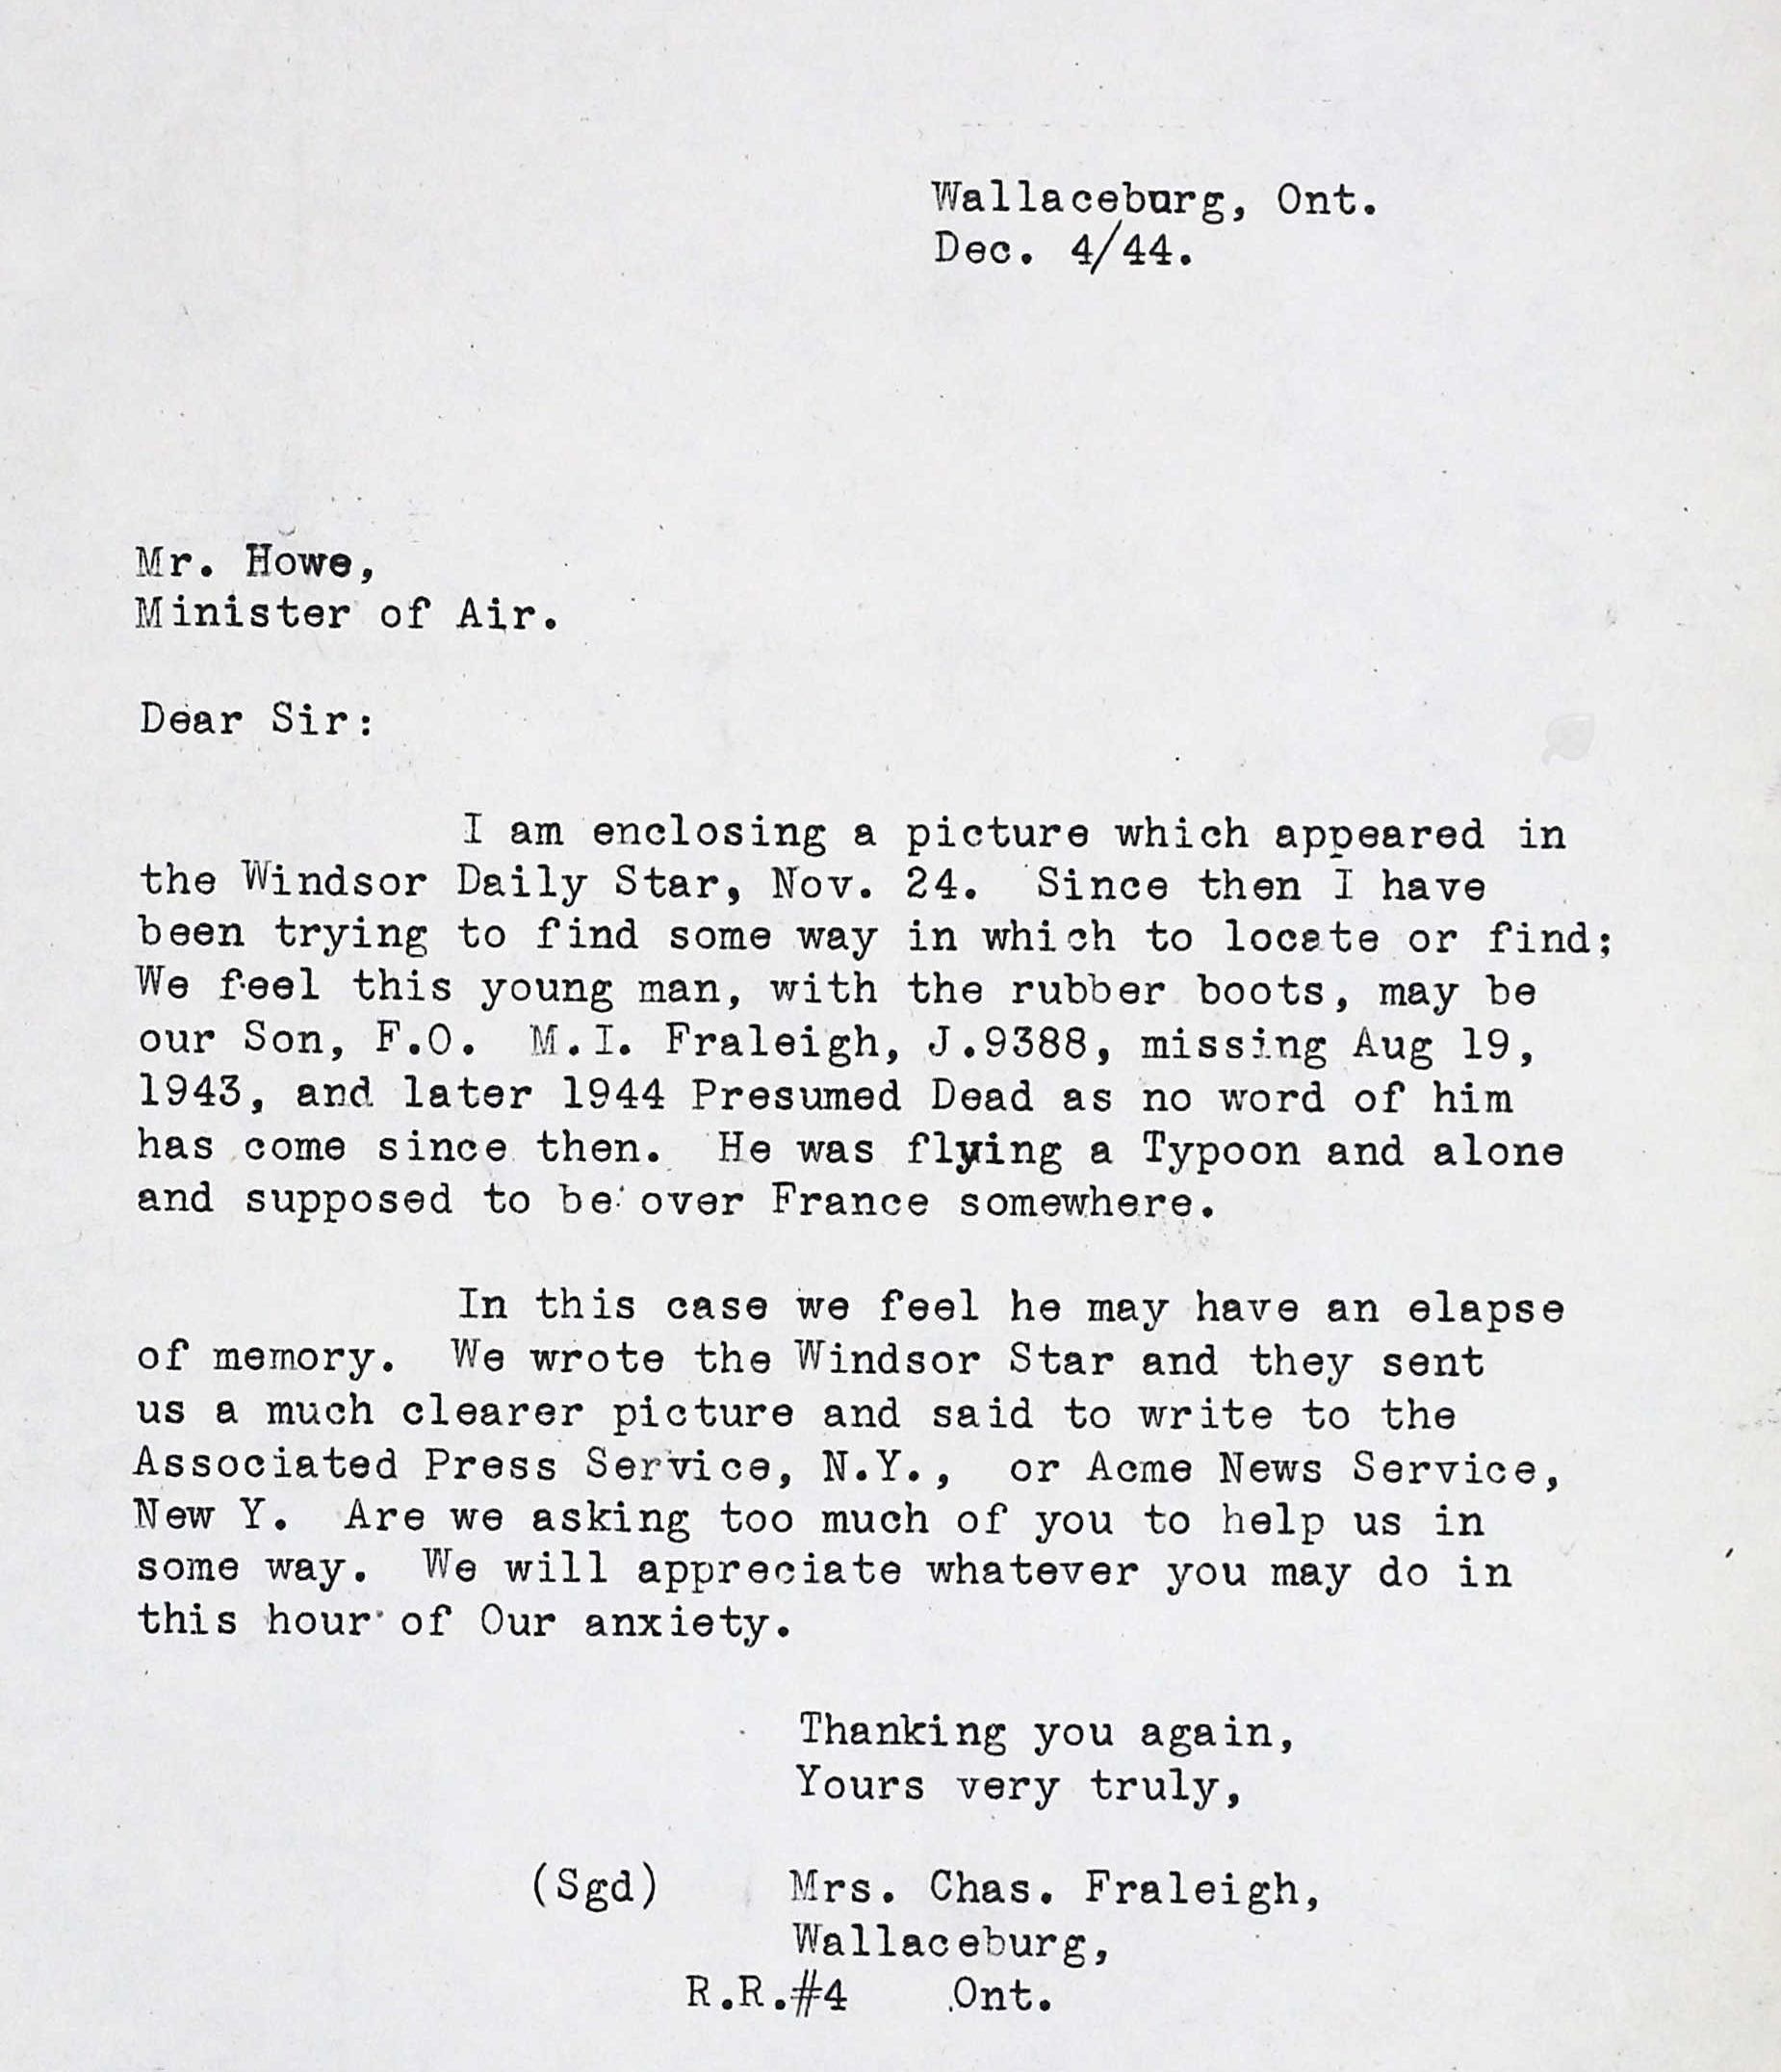 Wallaceburg, Ont.
Dec. 4/44.
Mr. Howe,
Minister of Air.
Dear Sir:
I am enclosing a picture which appeared in
the Windsor Daily Star, Nov. 24. Since then I have
been trying to find some way in which to locate or find;
We feel this young man, with the rubber boots, may be
our Son, F.O. M.I. Fraleigh, J.9388, missing Aug 19,
1943, and later 1944 Presumed Dead as no word of him
has come since then. He was flying a Typoon and alone
and supposed to be over France somewhere.
In this case we feel he may have an elapse
of memory. We wrote the Windsor Star and they sent
us a much clearer picture and said to write to the
Associated Press Service, N.Y., or Acme News Service,
New Y. Are we asking too much of you to help us in
some way. We will appreciate whatever you may do in
this hour of Our anxiety.
Thanking you again,
Yours very truly,
(Sgd) Mrs. Chas. Fraleigh,
Wallaceburg,
R.R.#4 Ont.